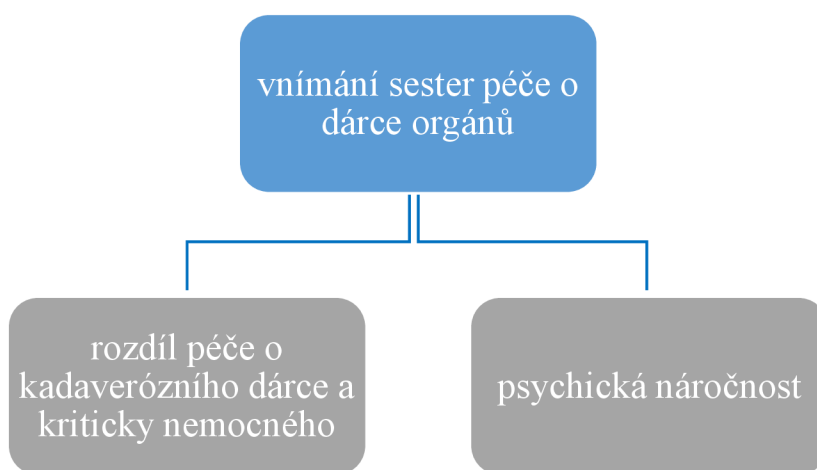 vnímání sester péče o
dárce orgánů
rozdíl péče o
kadaverózního dárce a
kriticky nemocného
psychická náročnost